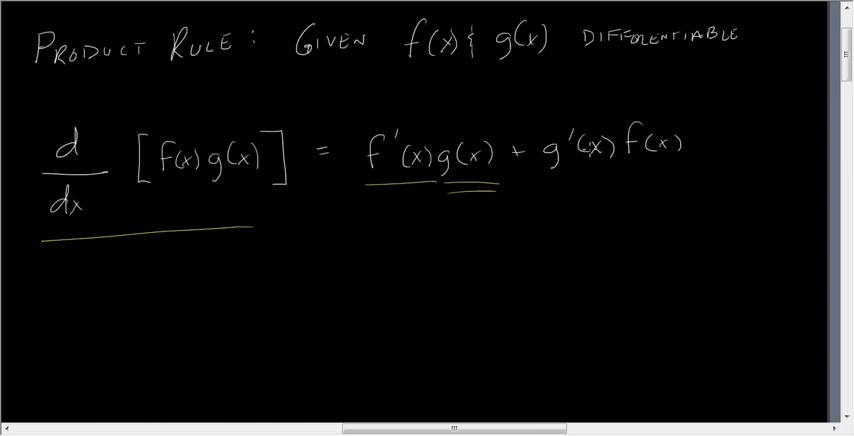 PRODUCT RULE: GIVEN f(x) & g(x) DIFFERENTIABLE
d/dx [f(x)g(x)] = f'(x)g(x) + g'(x)f(x)